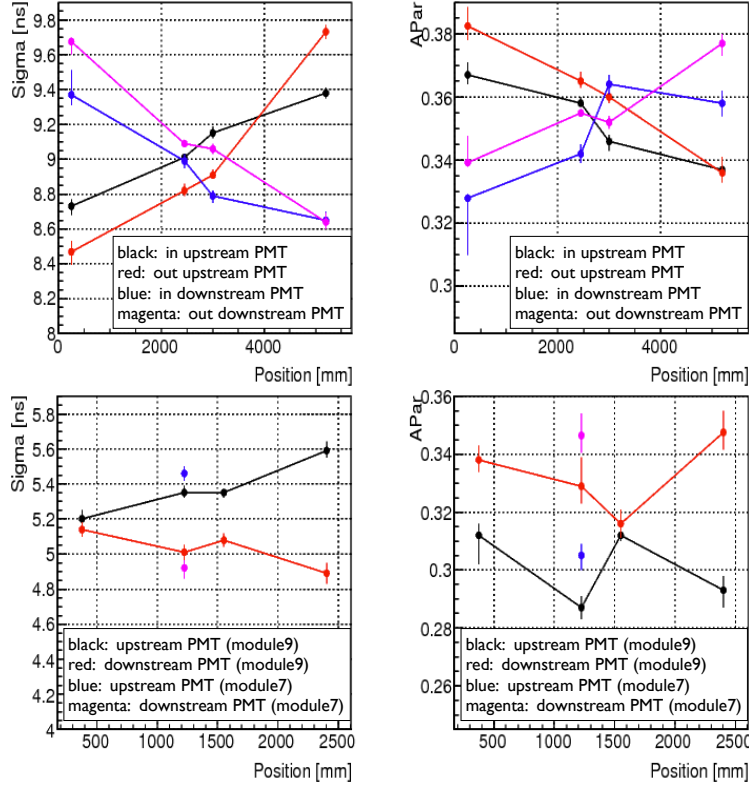 Sigma [ns]
9.8
9.6
9.4
9.2
9
8.8
8.6
8.4
8.2
8
0
2000
4000
Position [mm]
black: in upstream PMT
red: out upstream PMT
blue: in downstream PMT
magenta: out downstream PMT
APar
0.38
0.36
0.34
0.32
0.3
0
2000
4000
Position [mm]
black: in upstream PMT
red: out upstream PMT
blue: in downstream PMT
magenta: out downstream PMT
Sigma [ns]
5.8
5.6
5.4
5.2
5
4.8
4.6
4.4
4.2
4
500
1000
1500
2000
2500
Position [mm]
black: upstream PMT (module9)
red: downstream PMT (module9)
blue: upstream PMT (module7)
magenta: downstream PMT (module7)
APar
0.36
0.34
0.32
0.3
0.28
0.26
500
1000
1500
2000
2500
Position [mm]
black: upstream PMT (module9)
red: downstream PMT (module9)
blue: upstream PMT (module7)
magenta: downstream PMT (module7)